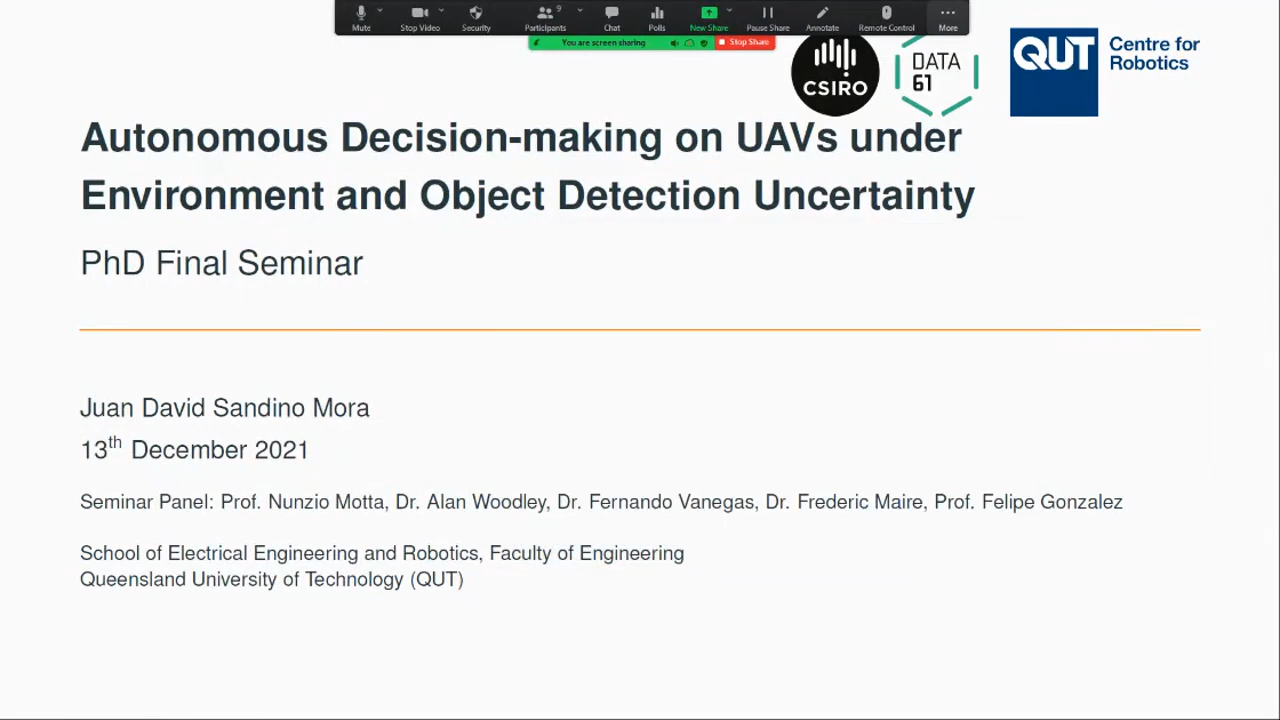 9
Mute
Stop Video
Security
Participants
Chat
Polls
New Share
Pause Share
Annotate
Remote Control
More
You are screen sharing
Stop Share
CSIRO
DATA
61
QUT
Centre for
Robotics
Autonomous Decision-making on UAVs under
Environment and Object Detection Uncertainty
PhD Final Seminar
Juan David Sandino Mora
13th December 2021
Seminar Panel: Prof. Nunzio Motta, Dr. Alan Woodley, Dr. Fernando Vanegas, Dr. Frederic Maire, Prof. Felipe Gonzalez
School of Electrical Engineering and Robotics, Faculty of Engineering
Queensland University of Technology (QUT)